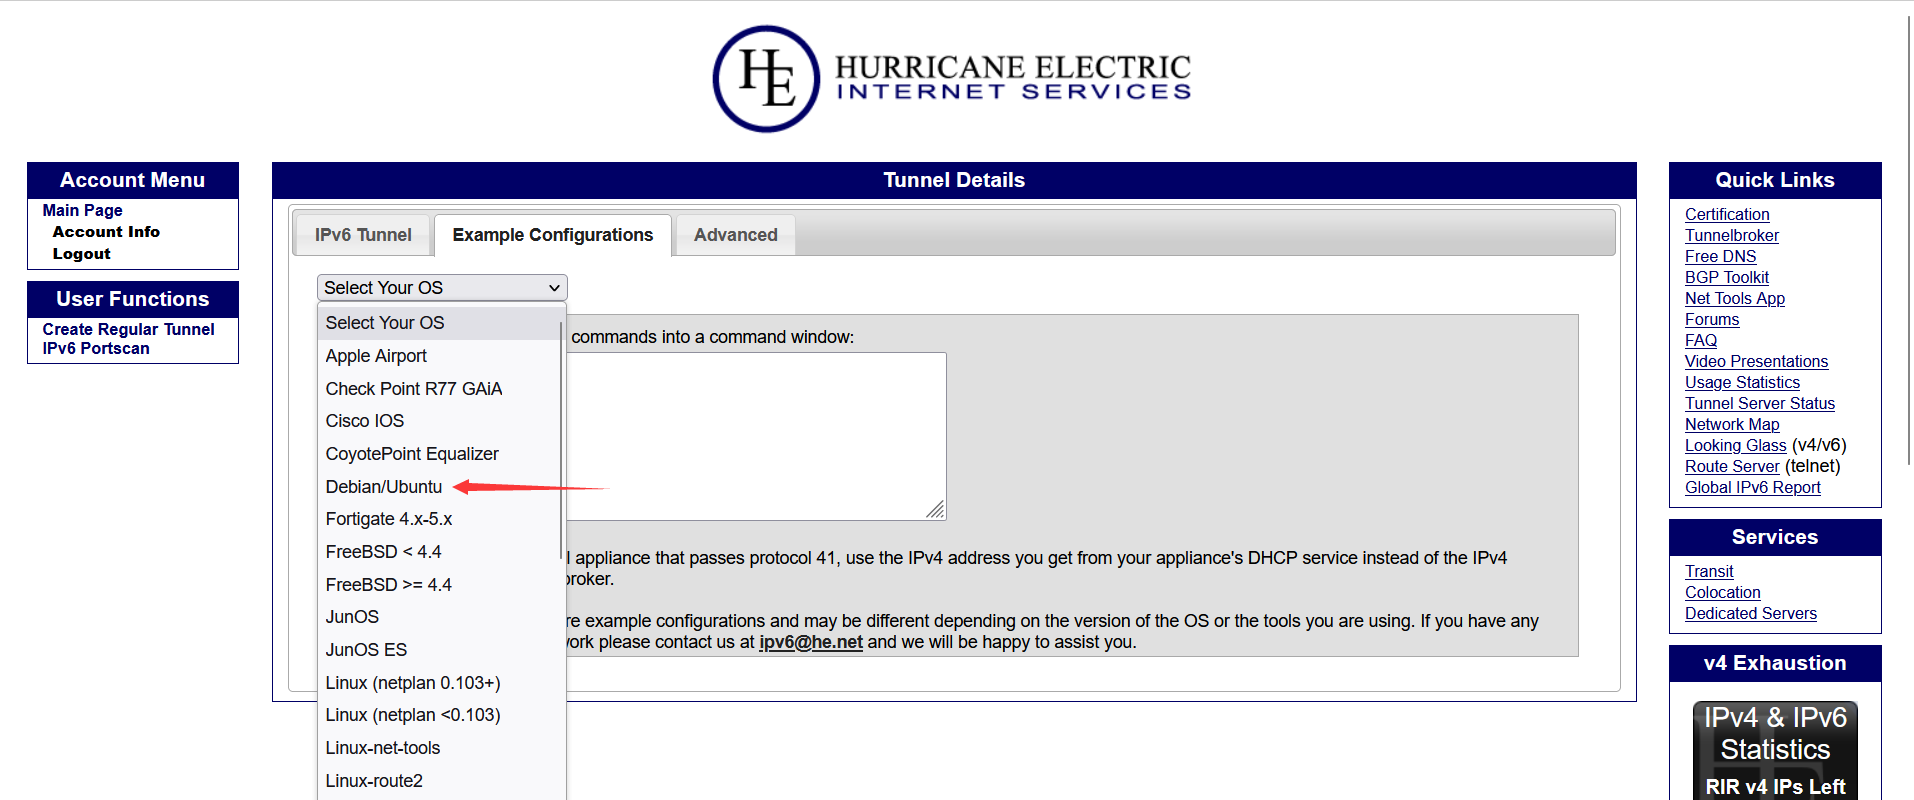 HE
HURRICANE ELECTRIC
INTERNET SERVICES
Account Menu
Main Page
Account Info
Logout
User Functions
Create Regular Tunnel
IPv6 Portscan
Tunnel Details
IPv6 Tunnel
Example Configurations
Advanced
Select Your OS
Select Your OS
Apple Airport
Check Point R77 GAiA
Cisco IOS
CoyotePoint Equalizer
Debian/Ubuntu
Fortigate 4.x-5.x
FreeBSD < 4.4
FreeBSD >= 4.4
JunOS
JunOS ES
Linux (netplan 0.103+)
Linux (netplan <0.103)
Linux-net-tools
Linux-route2
commands into a command window:
appliance that passes protocol 41, use the IPv4 address you get from your appliance's DHCP service instead of the IPv4
broker.
re example configurations and may be different depending on the version of the OS or the tools you are using. If you have any
work please contact us at ipv6@he.net and we will be happy to assist you.
Quick Links
Certification
Tunnelbroker
Free DNS
BGP Toolkit
Net Tools App
Forums
FAQ
Video Presentations
Usage Statistics
Tunnel Server Status
Network Map
Looking Glass (v4/v6)
Route Server (telnet)
Global IPv6 Report
Services
Transit
Colocation
Dedicated Servers
v4 Exhaustion
IPv4 & IPv6
Statistics
RIR v4 IPs Left